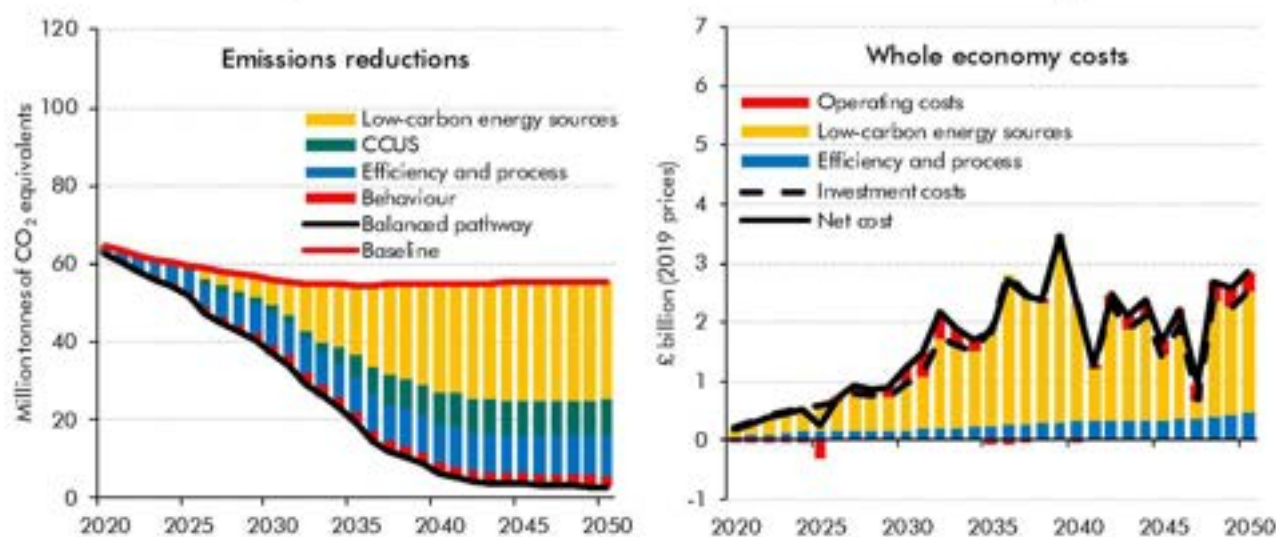 Emissions reductions
Million tonnes of CO₂ equivalents
120
100
80
60
40
20
0
Low-carbon energy sources
CCUS
Efficiency and process
Behaviour
Balanced pathway
Baseline
2020 2025 2030 2035 2040 2045 2050
Whole economy costs
£ billion (2019 prices)
7
6
5
4
3
2
1
0
-1
Operating costs
Low-carbon energy sources
Efficiency and process
Investment costs
Net cost
2020 2025 2030 2035 2040 2045 2050